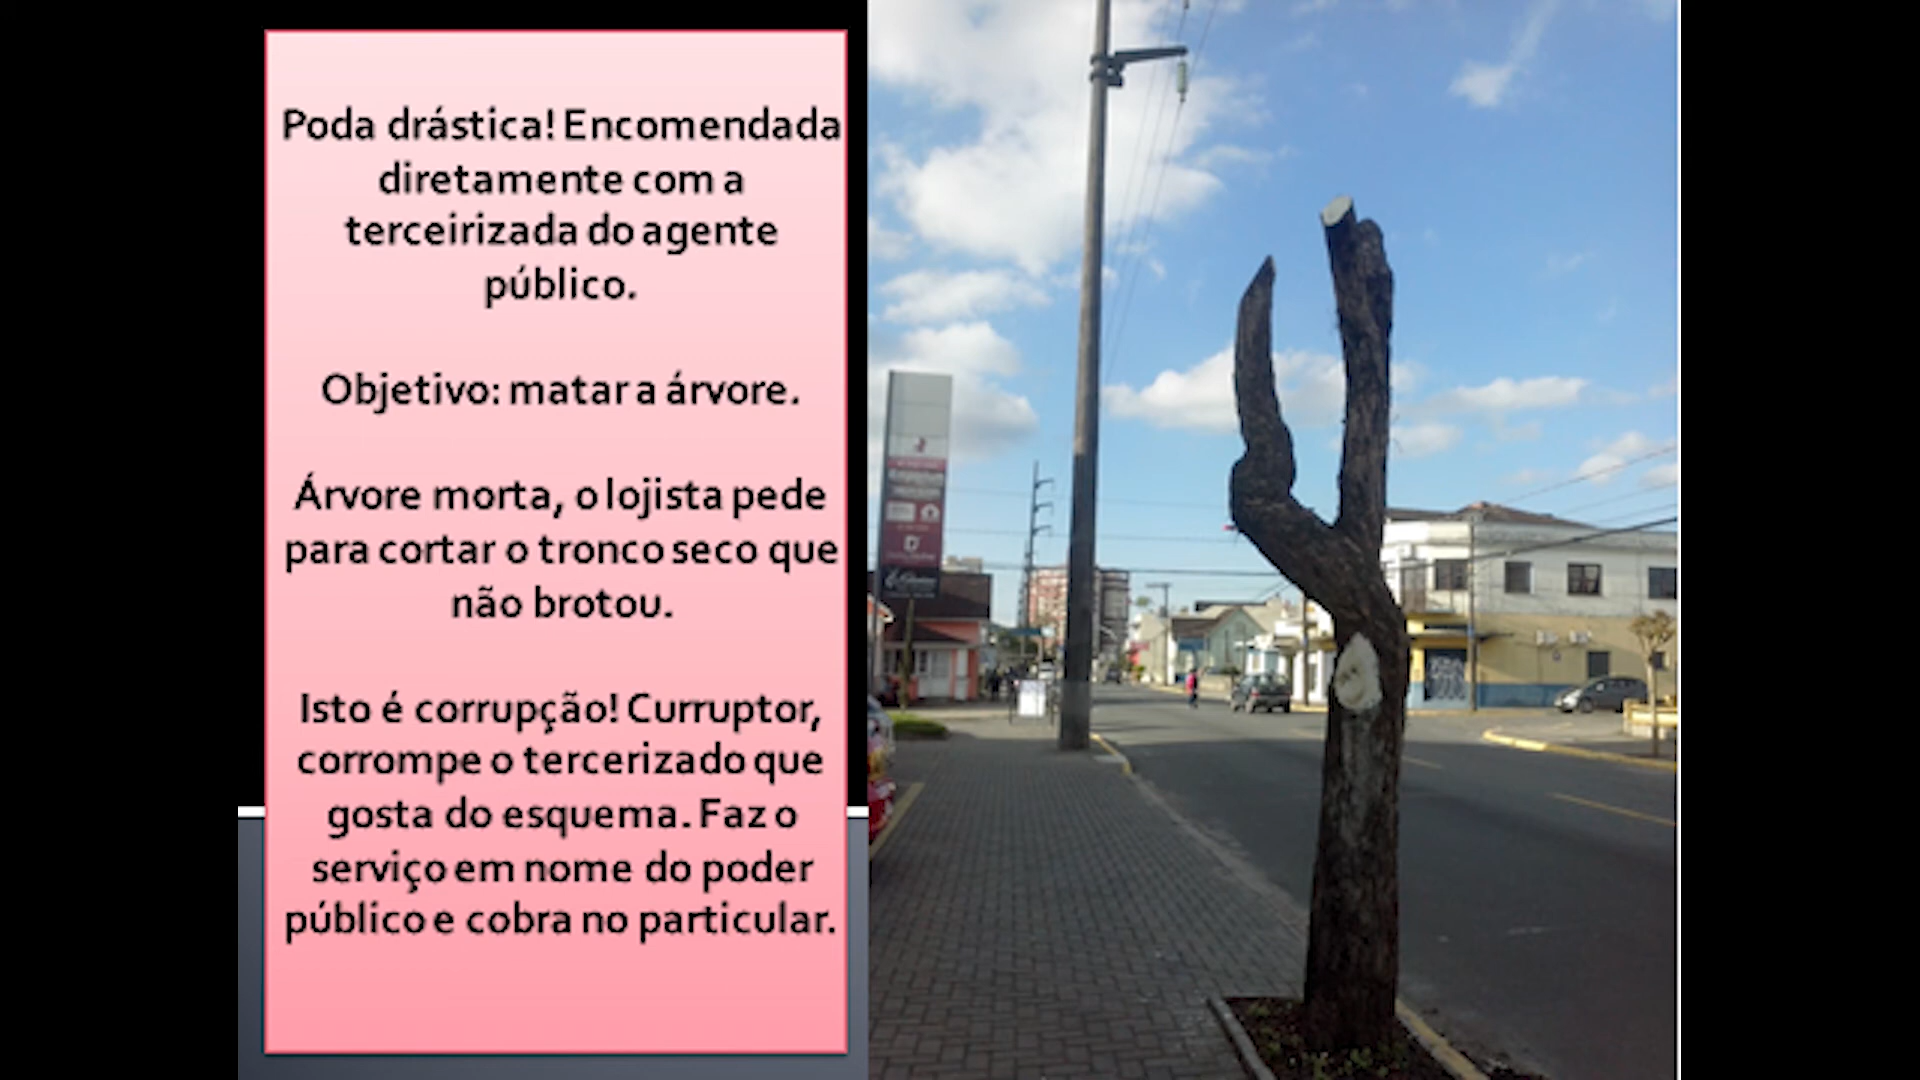 Poda drástica! Encomendada
diretamente com a
terceirizada do agente
público.
Objetivo: matar a árvore.
Árvore morta, o lojista pede
para cortar o tronco seco que
não brotou.
Isto é corrupção! Curruptor,
corrompe o tercerizado que
gosta do esquema. Faz o
serviço em nome do poder
público e cobra no particular.